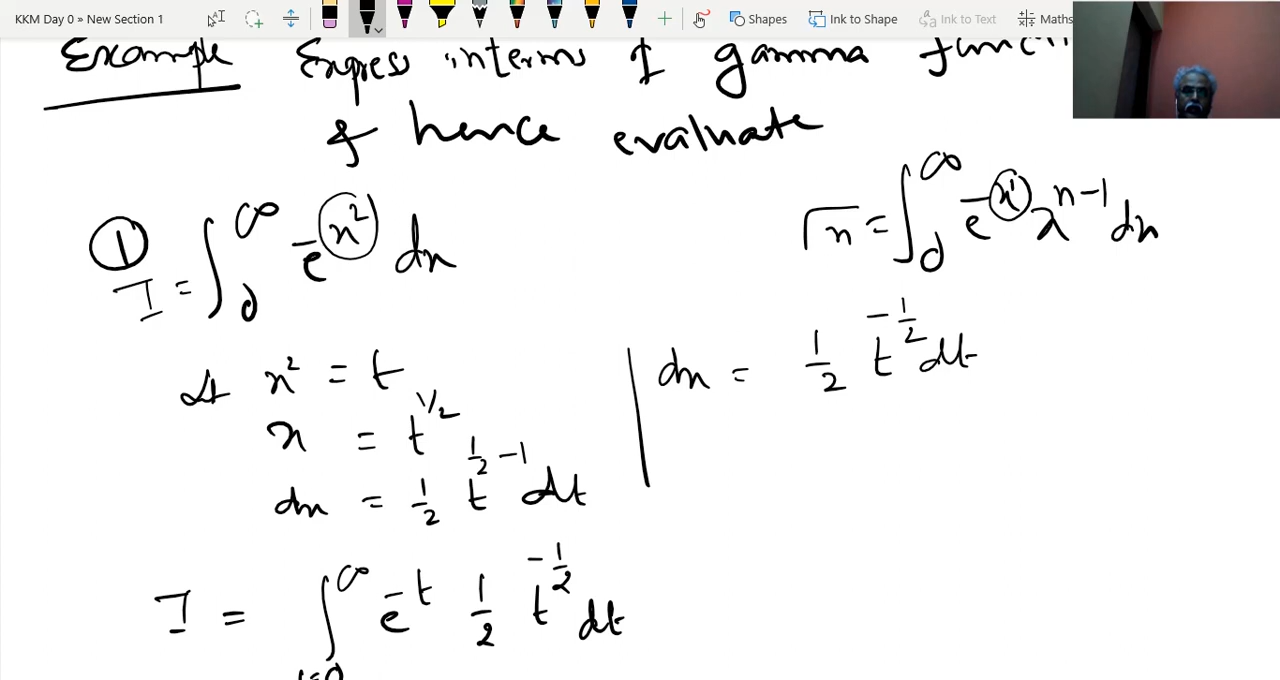 KKM Day 0 » New Section 1
Shapes Ink to Shape Ink to Text Maths
Example Express interms of gamma func
& hence evaluate
① I = ∫₀^∞ e^{-x²} dx
Γn = ∫₀^∞ e^{-x¹} x^{n-1} dx
let x² = t
x = t^{1/2}
dx = 1/2 t^{1/2 -1} dt
dx = 1/2 t^{-1/2} dt
I = ∫_{t=0}^∞ e^{-t} 1/2 t^{-1/2} dt